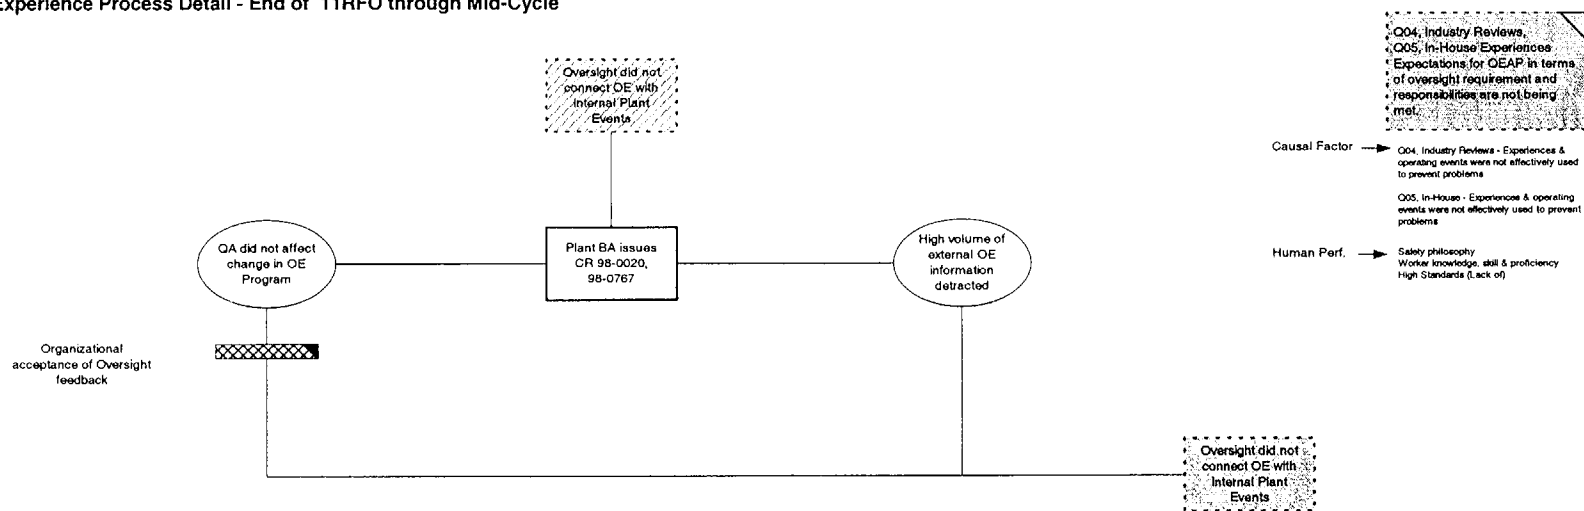 Experience Process Detail - End of 11RFO through Mid-Cycle
Q04, Industry Reviews,
Q05, In-House Experiences
Expectations for OEAP in terms
of oversight requirement and
responsibilities are not being
met.
Oversight did not
connect OE with
Internal Plant
Events
Causal Factor
Q04, Industry Reviews - Experiences &
operating events were not effectively used
to prevent problems
Q05, In-House - Experiences & operating
events were not effectively used to prevent
problems
QA did not affect
change in OE
Program
Plant BA issues
CR 98-0020,
98-0767
High volume of
external OE
information
detracted
Human Perf.
Safety philosophy
Worker knowledge, skill & proficiency
High Standards (Lack of)
Organizational
acceptance of Oversight
feedback
Oversight did not
connect OE with
Internal Plant
Events